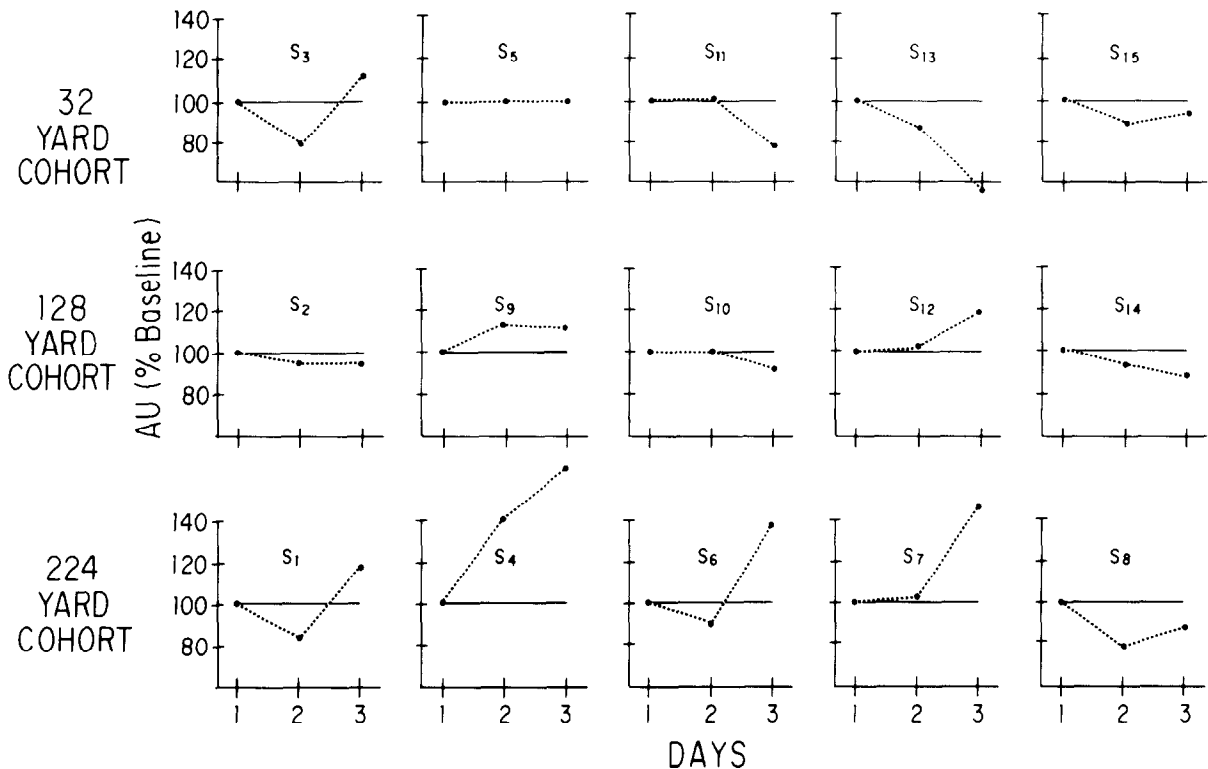 140
120
100
80
32
YARD
COHORT
S3
S5
S11
S13
S15
AU (% Baseline)
140
120
100
80
128
YARD
COHORT
S2
S9
S10
S12
S14
140
120
100
80
224
YARD
COHORT
S1
S4
S6
S7
S8
1 2 3 1 2 3 1 2 3 1 2 3 1 2 3
DAYS